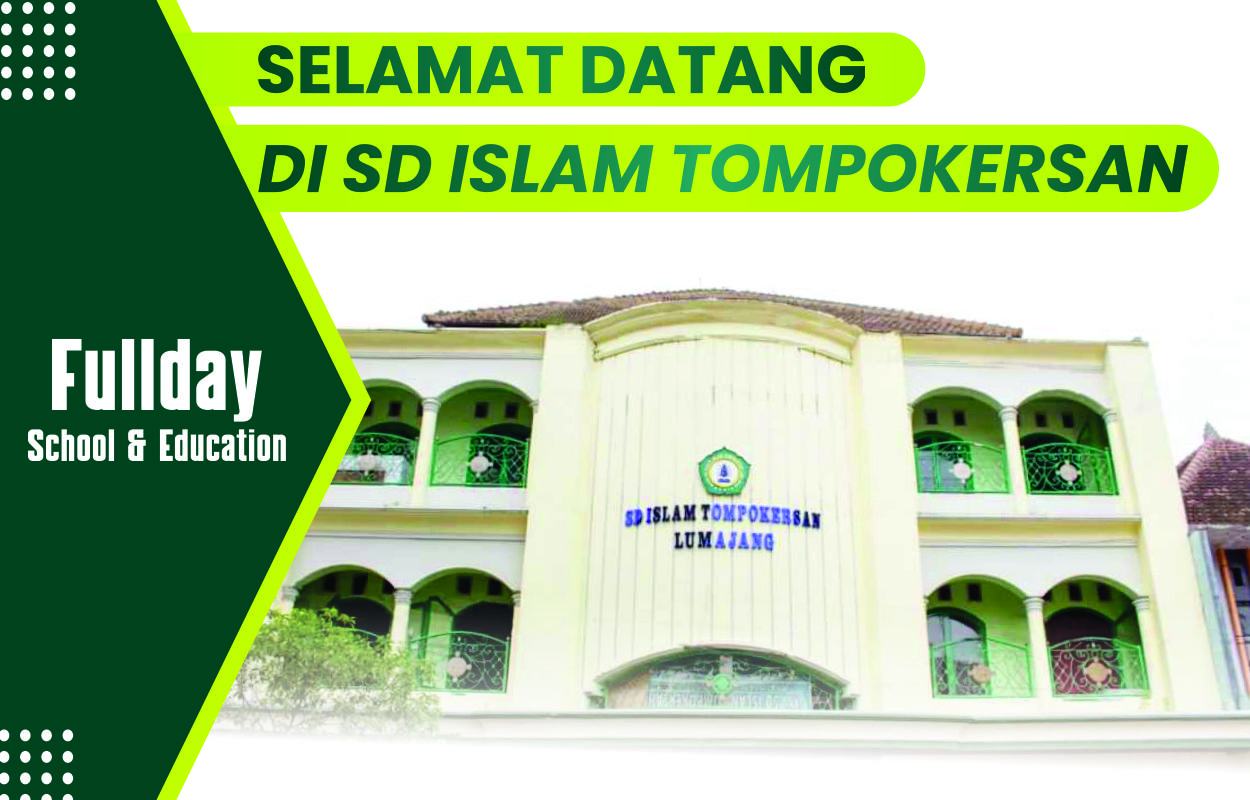 SELAMAT DATANG
DI SD ISLAM TOMPOKERSAN
Fullday
School & Education
SD ISLAM TOMPOKERSAN
LUMAJANG